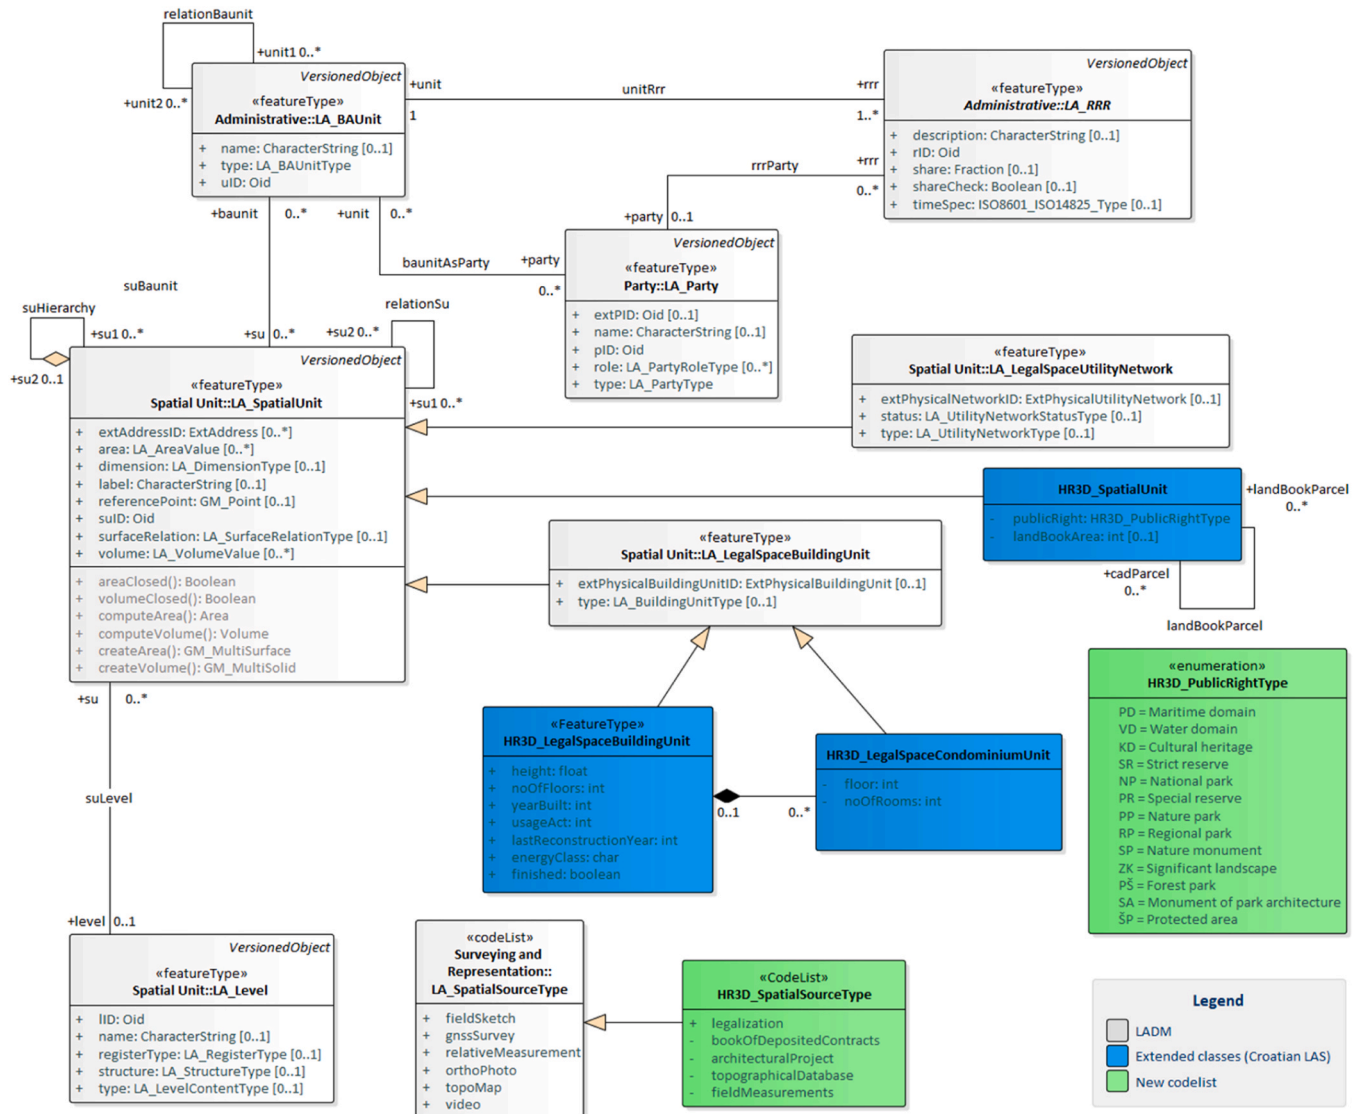 relationBaunit
+unit1 0..*
+unit2 0..*
VersionedObject
«featureType»
Administrative::LA_BAUnit
+ name: CharacterString [0..1]
+ type: LA_BAUnitType
+ uID: Oid
+unit
1
unitRrr
+rrr
1..*
VersionedObject
«featureType»
Administrative::LA_RRR
+ description: CharacterString [0..1]
+ rID: Oid
+ share: Fraction [0..1]
+ shareCheck: Boolean [0..1]
+ timeSpec: ISO8601_ISO14825_Type [0..1]
rrrParty
+rrr
0..*
+party 0..1
+baunit 0..*
+unit 0..*
baunitAsParty
+party
0..*
VersionedObject
«featureType»
Party::LA_Party
+ extPID: Oid [0..1]
+ name: CharacterString [0..1]
+ pID: Oid
+ role: LA_PartyRoleType [0..*]
+ type: LA_PartyType
suBaunit
suHierarchy
+su1 0..*
+su2 0..1
+su 0..*
relationSu
+su2 0..*
+su1 0..*
VersionedObject
«featureType»
Spatial Unit::LA_SpatialUnit
+ extAddressID: ExtAddress [0..*]
+ area: LA_AreaValue [0..*]
+ dimension: LA_DimensionType [0..1]
+ label: CharacterString [0..1]
+ referencePoint: GM_Point [0..1]
+ suID: Oid
+ surfaceRelation: LA_SurfaceRelationType [0..1]
+ volume: LA_VolumeValue [0..*]
+ areaClosed(): Boolean
+ volumeClosed(): Boolean
+ computeArea(): Area
+ computeVolume(): Volume
+ createArea(): GM_MultiSurface
+ createVolume(): GM_MultiSolid
«featureType»
Spatial Unit::LA_LegalSpaceUtilityNetwork
+ extPhysicalNetworkID: ExtPhysicalUtilityNetwork [0..1]
+ status: LA_UtilityNetworkStatusType [0..1]
+ type: LA_UtilityNetworkType [0..1]
HR3D_SpatialUnit
- publicRight: HR3D_PublicRightType
- landBookArea: int [0..1]
+landBookParcel
0..*
+cadParcel
0..*
landBookParcel
«featureType»
Spatial Unit::LA_LegalSpaceBuildingUnit
+ extPhysicalBuildingUnitID: ExtPhysicalBuildingUnit [0..1]
+ type: LA_BuildingUnitType [0..1]
«enumeration»
HR3D_PublicRightType
PD = Maritime domain
VD = Water domain
KD = Cultural heritage
SR = Strict reserve
NP = National park
PR = Special reserve
PP = Nature park
RP = Regional park
SP = Nature monument
ZK = Significant landscape
PŠ = Forest park
SA = Monument of park architecture
ŠP = Protected area
«FeatureType»
HR3D_LegalSpaceBuildingUnit
+ height: float
+ noOfFloors: int
+ yearBuilt: int
+ usageAct: int
+ lastReconstructionYear: int
+ energyClass: char
+ finished: boolean
0..1
0..*
HR3D_LegalSpaceCondominiumUnit
- floor: int
- noOfRooms: int
+su 0..*
suLevel
+level 0..1
VersionedObject
«featureType»
Spatial Unit::LA_Level
+ lID: Oid
+ name: CharacterString [0..1]
+ registerType: LA_RegisterType [0..1]
+ structure: LA_StructureType [0..1]
+ type: LA_LevelContentType [0..1]
«codeList»
Surveying and
Representation::
LA_SpatialSourceType
+ fieldSketch
+ gnssSurvey
+ relativeMeasurement
+ orthoPhoto
+ topoMap
+ video
«CodeList»
HR3D_SpatialSourceType
+ legalization
- bookOfDepositedContracts
- architecturalProject
- topographicalDatabase
- fieldMeasurements
Legend
LADM
Extended classes (Croatian LAS)
New codelist